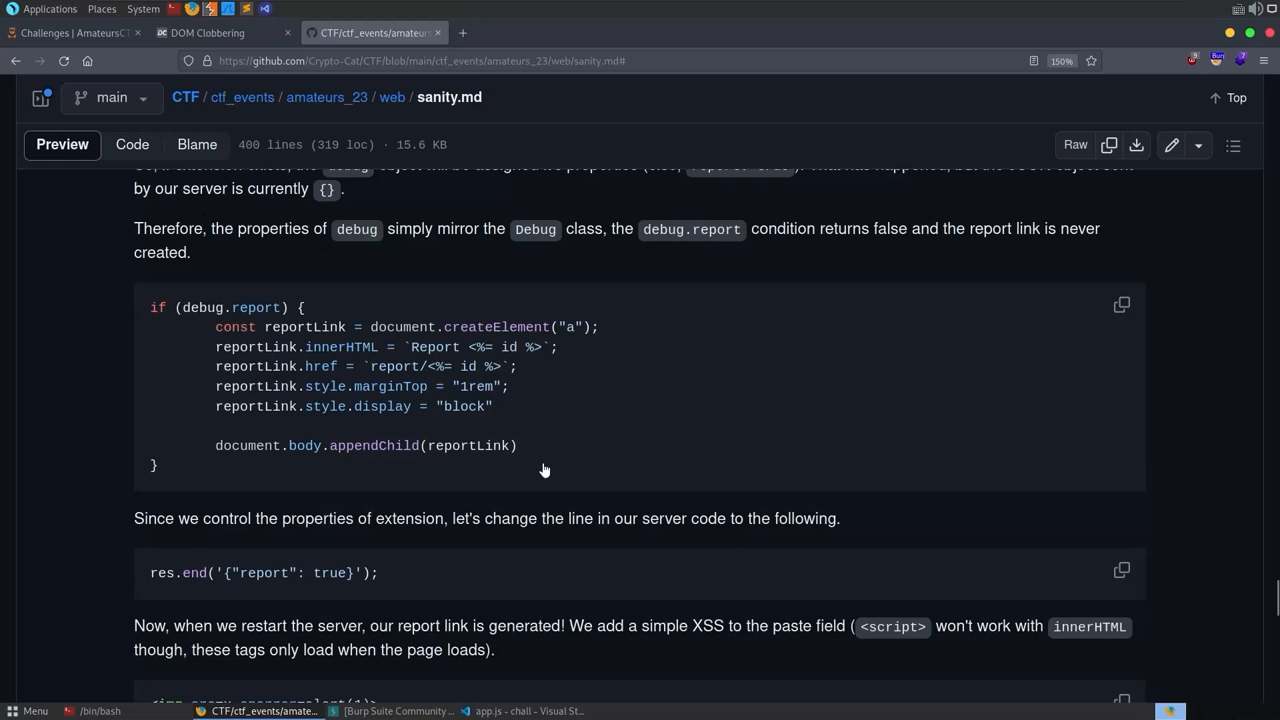 Applications Places System
Challenges | AmateursCT
DOM Clobbering
CTF/ctf_events/amateurs
https://github.com/Crypto-Cat/CTF/blob/main/ctf_events/amateurs_23/web/sanity.md#
150%
main
CTF / ctf_events / amateurs_23 / web / sanity.md
Top
Preview Code Blame 400 lines (319 loc) · 15.6 KB
Raw
by our server is currently {}.
Therefore, the properties of debug simply mirror the Debug class, the debug.report condition returns false and the report link is never
created.
if (debug.report) {
const reportLink = document.createElement("a");
reportLink.innerHTML = `Report <%= id %>`;
reportLink.href = `report/<%= id %>`;
reportLink.style.marginTop = "1rem";
reportLink.style.display = "block"
document.body.appendChild(reportLink)
}
Since we control the properties of extension, let's change the line in our server code to the following.
res.end('{"report": true}');
Now, when we restart the server, our report link is generated! We add a simple XSS to the paste field (<script> won't work with innerHTML
though, these tags only load when the page loads).
Menu
/bin/bash
CTF/ctf_events/amate...
[Burp Suite Community ...
app.js - chall - Visual St...